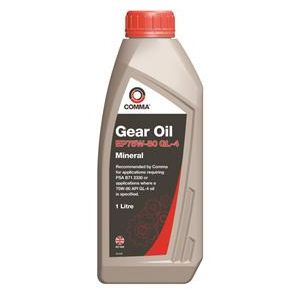 COMMA
Gear Oil
EP75W-80 GL-4
Mineral
Recommended by Comma
for applications requiring
PSA B71 2330 or
applications where a
75W-80 API GL-4 oil
is specified.
1 Litre